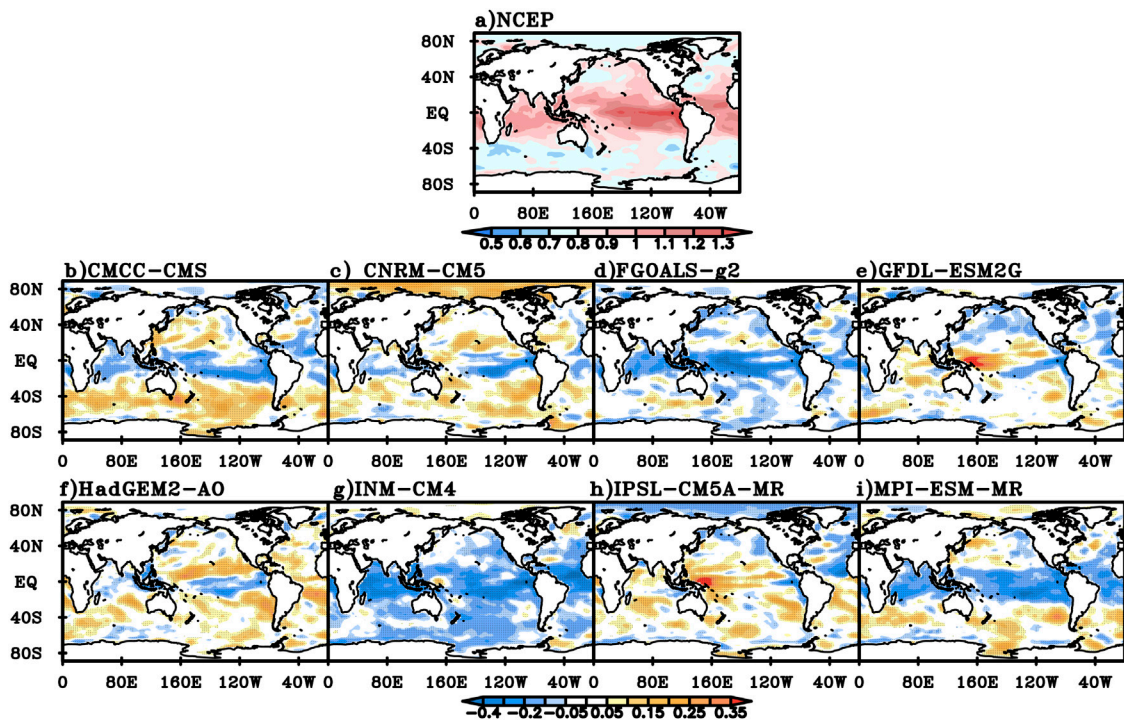 a)NCEP
80N
40N
EQ
40S
80S
0 80E 160E 120W 40W
0.5 0.6 0.7 0.8 0.9 1 1.1 1.2 1.3
b)CMCC-CMS c) CNRM-CM5 d)FGOALS-g2 e)GFDL-ESM2G
80N
40N
EQ
40S
80S
0 80E 160E 120W 40W 0 80E 160E 120W 40W 0 80E 160E 120W 40W 0 80E 160E 120W 40W
f)HadGEM2-AO g)INM-CM4 h)IPSL-CM5A-MR i)MPI-ESM-MR
80N
40N
EQ
40S
80S
0 80E 160E 120W 40W 0 80E 160E 120W 40W 0 80E 160E 120W 40W 0 80E 160E 120W 40W
-0.4 -0.2 -0.05 0.05 0.15 0.25 0.35